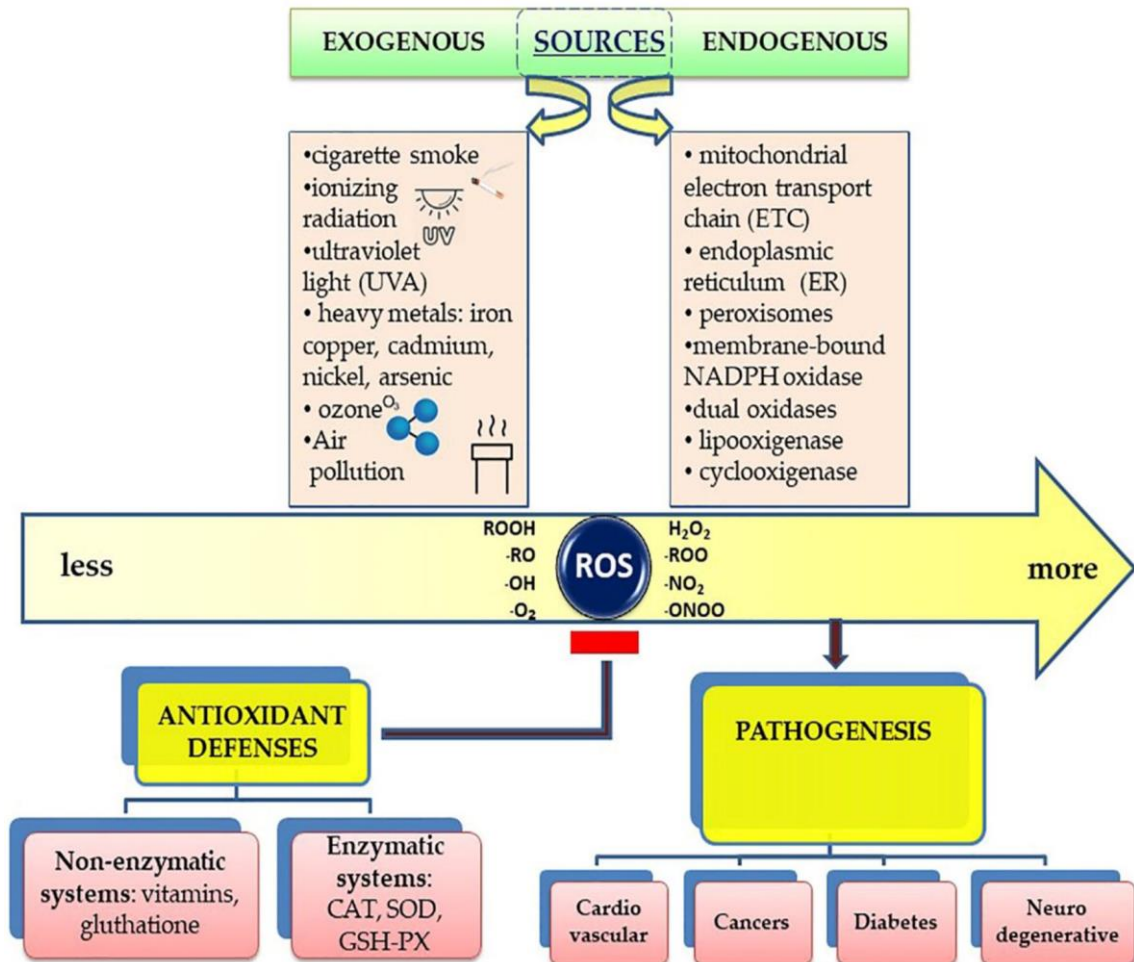 EXOGENOUS SOURCES ENDOGENOUS
•cigarette smoke
•ionizing
radiation
UV
•ultraviolet
light (UVA)
• heavy metals: iron
copper, cadmium,
nickel, arsenic
• ozone O₃
•Air
pollution
• mitochondrial
electron transport
chain (ETC)
• endoplasmic
reticulum (ER)
• peroxisomes
•membrane-bound
NADPH oxidase
•dual oxidases
• lipooxigenase
• cyclooxigenase
less
ROOH
·RO
·OH
·O₂
ROS
H₂O₂
·ROO
·NO₂
·ONOO
more
ANTIOXIDANT
DEFENSES
Non-enzymatic
systems: vitamins,
gluthatione
Enzymatic
systems:
CAT, SOD,
GSH-PX
PATHOGENESIS
Cardio
vascular
Cancers
Diabetes
Neuro
degenerative